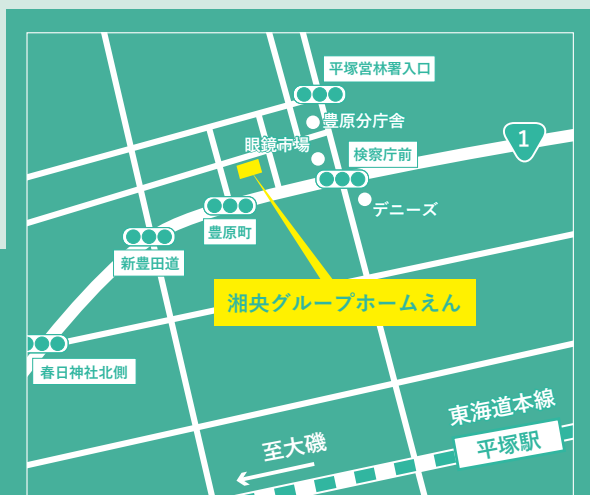 平塚営林署入口
豊原分庁舎
眼鏡市場
検察庁前
1
デニーズ
豊原町
新豊田道
湘央グループホームえん
春日神社北側
東海道本線
至大磯
平塚駅